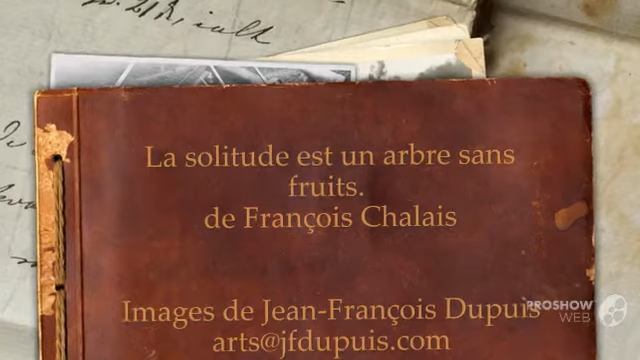 La solitude est un arbre sans
fruits.
de François Chalais
Images de Jean-François Dupuis
arts@jfdupuis.com
PROSHOW
WEB